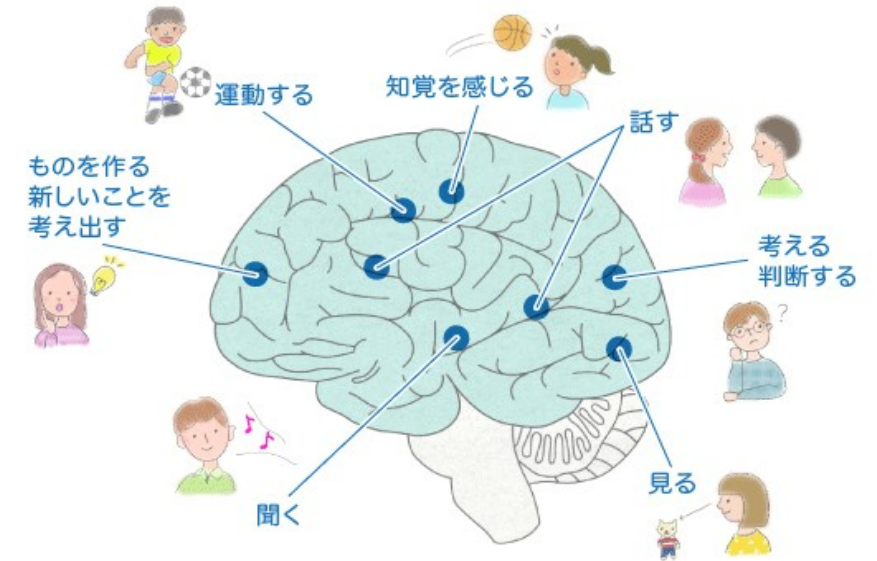 運動する
知覚を感じる
話す
ものを作る
新しいことを
考え出す
考える
判断する
聞く
見る
?